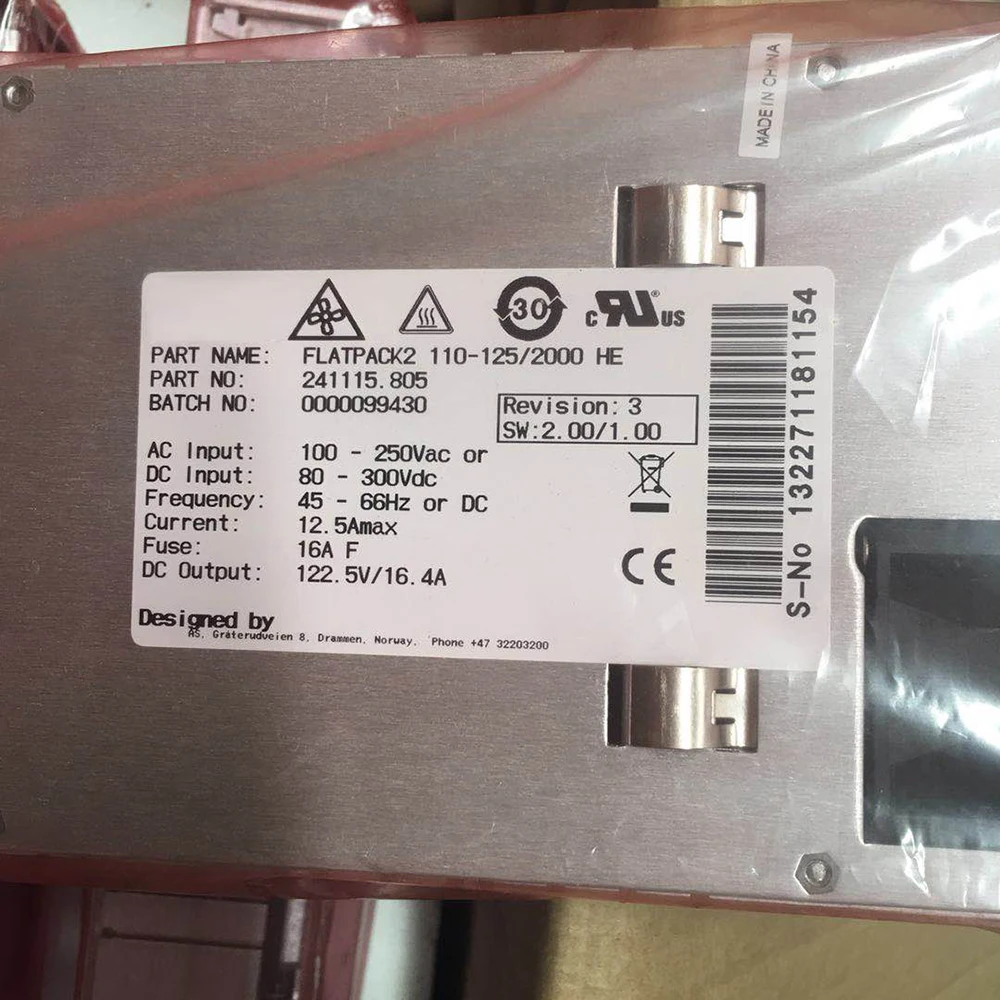 MADE IN CHINA
30
c RU US
PART NAME: FLATPACK2 110-125/2000 HE
PART NO: 241115.805
BATCH NO: 0000099430
Revision: 3
SW:2.00/1.00
AC Input: 100 - 250Vac or
DC Input: 80 - 300Vdc
Frequency: 45 - 66Hz or DC
Current: 12.5Amax
Fuse: 16A F
DC Output: 122.5V/16.4A
CE
S-No 132271181154
Designed by
AS, Gråterudveien 8, Drammen, Norway. Phone +47 32203200